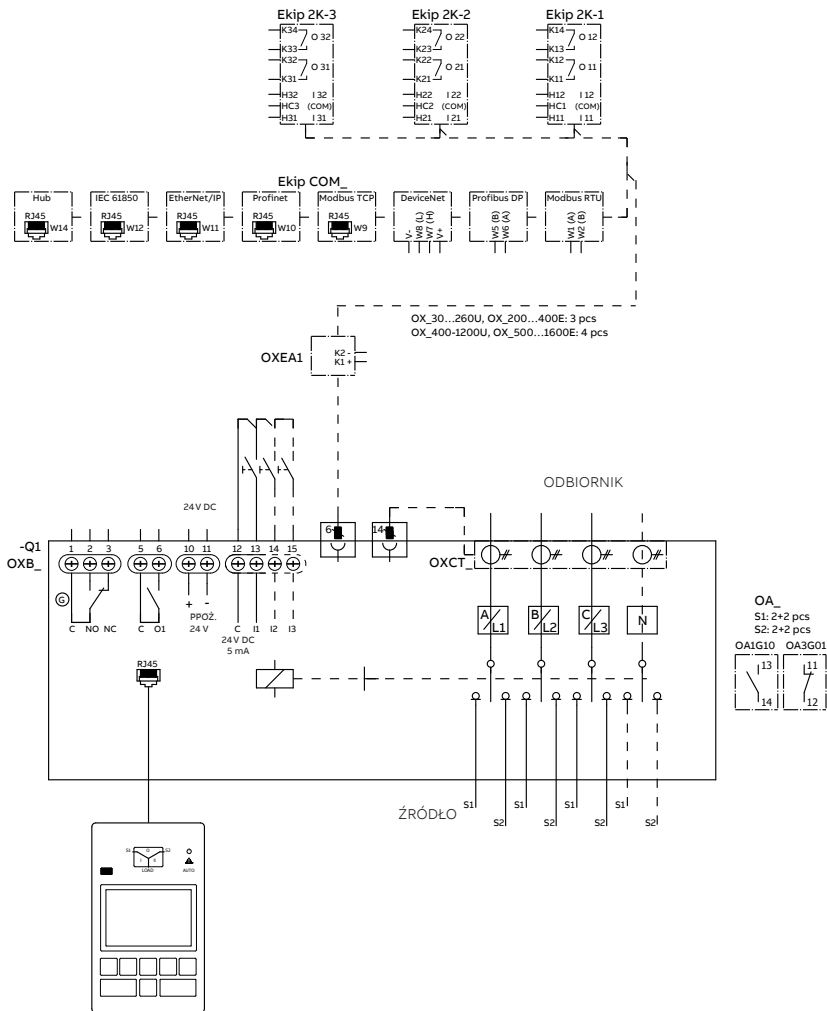 Ekip 2K-3 Ekip 2K-2 Ekip 2K-1
K34 K24 K14
O 32 O 22 O 12
K33 K23 K13
K32 K22 K12
O 31 O 21 O 11
K31 K21 K11
H32 I 32 H22 I 22 H12 I 12
HC3 (COM) HC2 (COM) HC1 (COM)
H31 I 31 H21 I 21 H11 I 11
Ekip COM_
Hub IEC 61850 EtherNet/IP Profinet Modbus TCP DeviceNet Profibus DP Modbus RTU
RJ45 RJ45 RJ45 RJ45 RJ45
W14 W12 W11 W10 W9
V- W8 (L) W7 (H) V+ W5 (B) W6 (A) W1 (A) W2 (B)
OX_30...260U, OX_200...400E: 3 pcs
OX_400-1200U, OX_500...1600E: 4 pcs
OXEA1
K2 -
K1 +
ODBIORNIK
24V DC
6 14
-Q1
OXB_
1 2 3 5 6 10 11 12 13 14 15
OXCT_
G
+ -
PPOŻ.
24 V
C NO NC C O1 C I1 I2 I3
24V DC
5 mA
A/L1 B/L2 C/L3 N
OA_
S1: 2+2 pcs
S2: 2+2 pcs
OA1G10 OA3G01
13 11
14 12
RJ45
S1 S1 S1 S1
S2 S2 S2 S2
ŹRÓDŁO
S1 O S2
I II
LOAD
AUTO